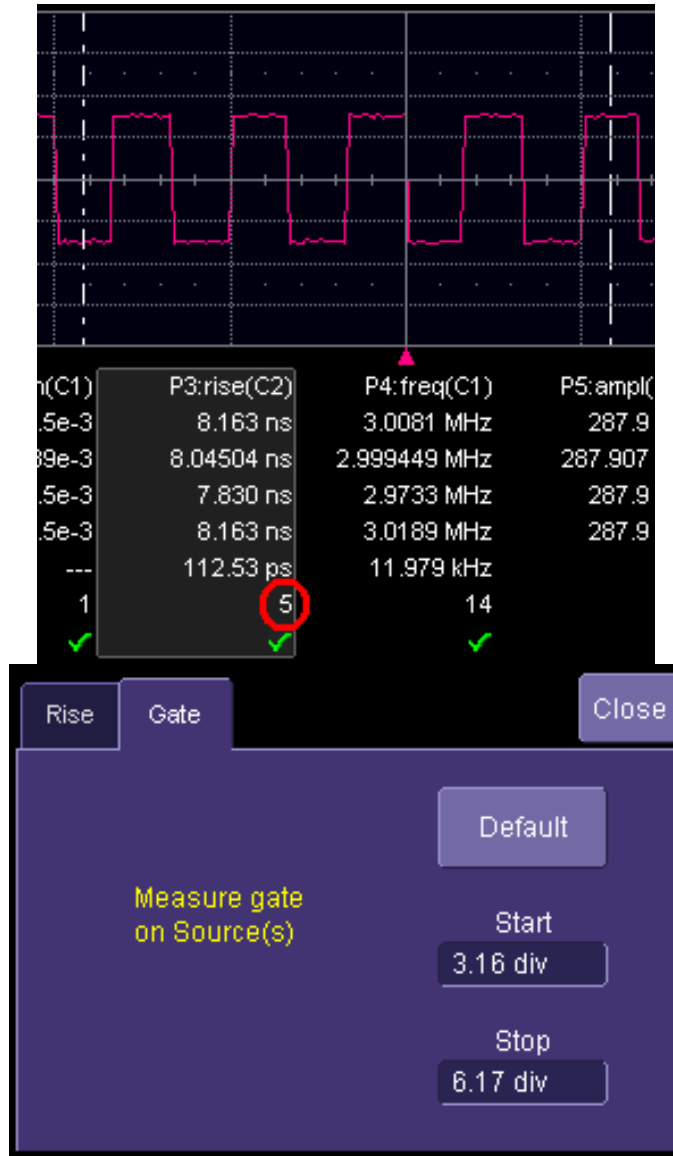 ı(C1) P3:rise(C2) P4:freq(C1) P5:ampl(
.5e-3 8.163 ns 3.0081 MHz 287.9
39e-3 8.04504 ns 2.999449 MHz 287.907
.5e-3 7.830 ns 2.9733 MHz 287.9
.5e-3 8.163 ns 3.0189 MHz 287.9
--- 112.53 ps 11.979 kHz
1 5 14
Rise Gate Close
Default
Measure gate
on Source(s)
Start
3.16 div
Stop
6.17 div